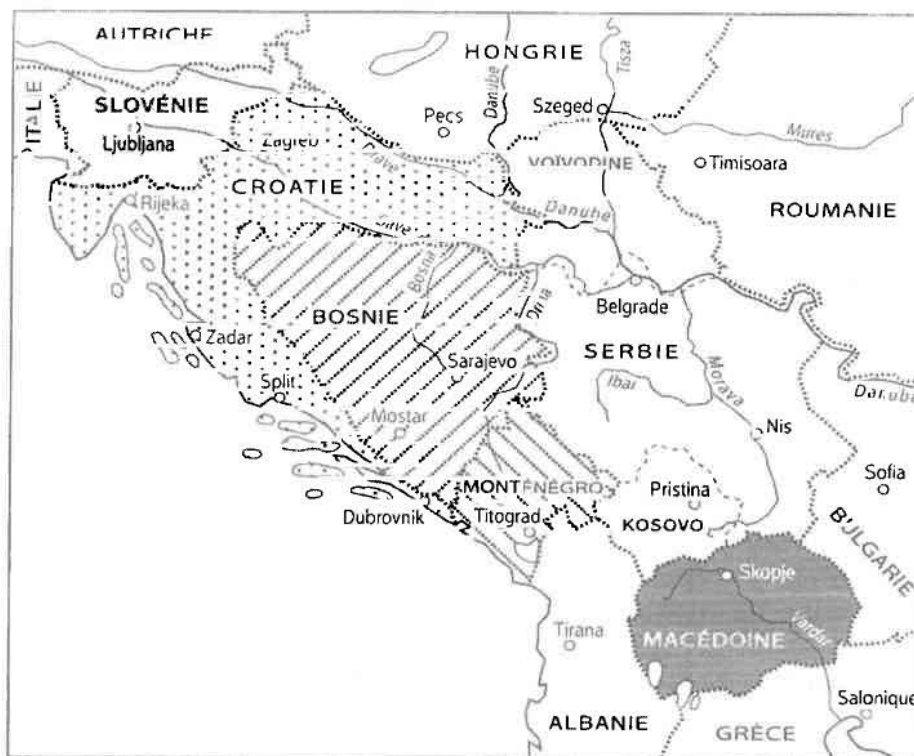 AUTRICHE
HONGRIE
Tisza
ITALIE
SLOVÉNIE
Ljubljana
Zagreb
Pecs
Danube
Szeged
Mures
VOÏVODINE
Timisoara
CROATIE
Rijeka
Danube
ROUMANIE
Bosna
Drina
Belgrade
BOSNIE
Zadar
SERBIE
Sarajevo
Ibar
Morava
Danube
Split
Mostar
Nis
Sofia
MONTÉNÉGRO
Pristina
Dubrovnik
Titograd
KOSOVO
BULGARIE
Skopje
Tirana
MACÉDOINE
Vardar
Salonique
ALBANIE
GRÈCE